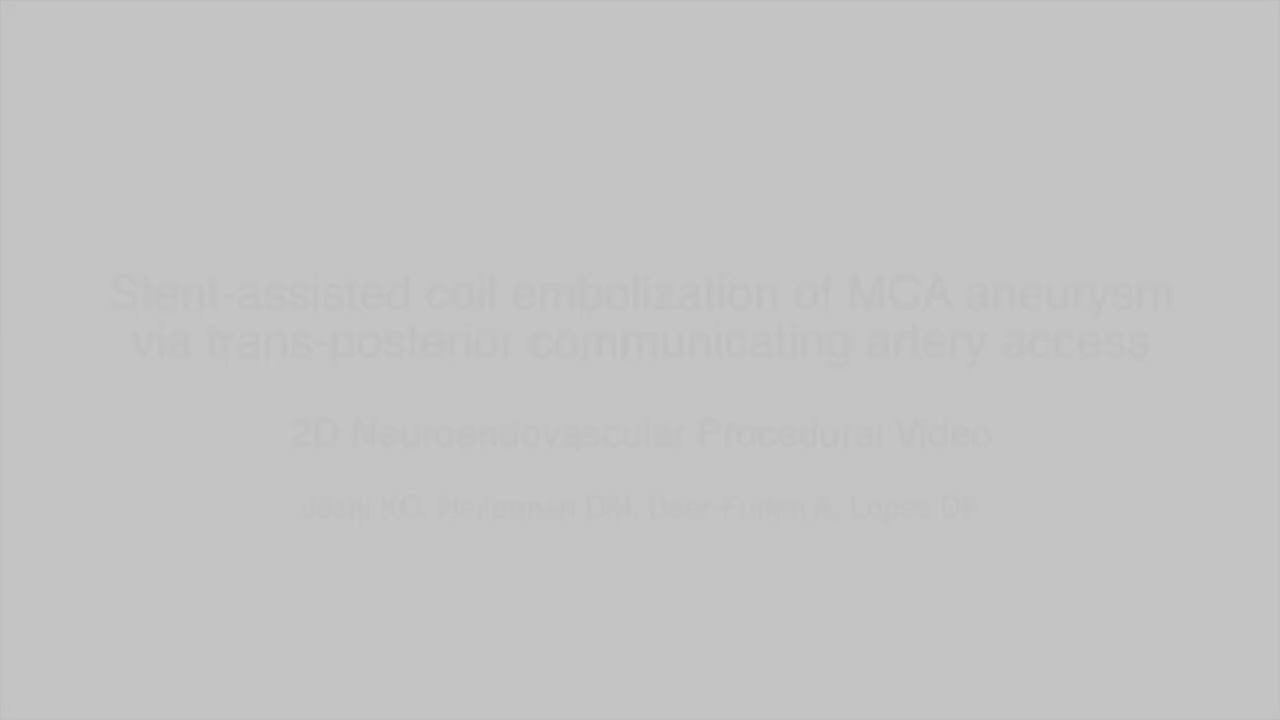 Stent-assisted coil embolization of MCA aneurysm
via trans-posterior communicating artery access
2D Neuroendovascular Procedural Video
Joshi KC, DM, A, Lopes DK